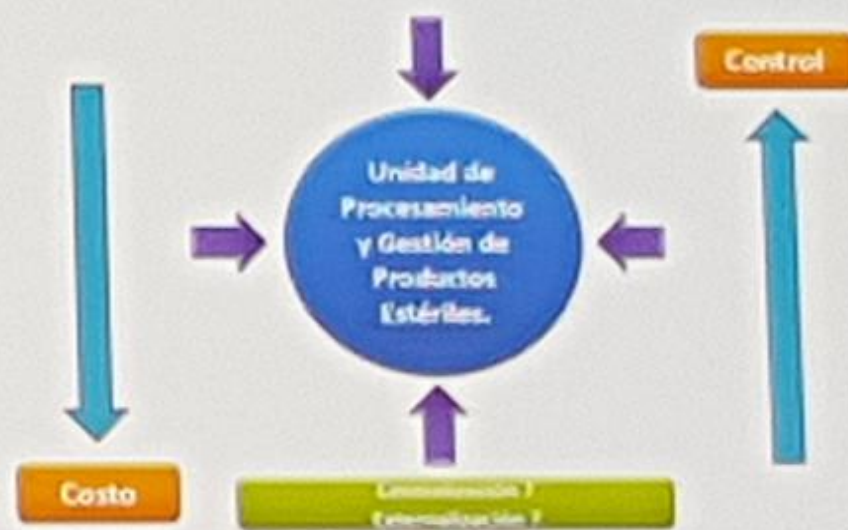 Control
Unidad de
Procesamiento
y Gestión de
Productos
Estériles.
Costo